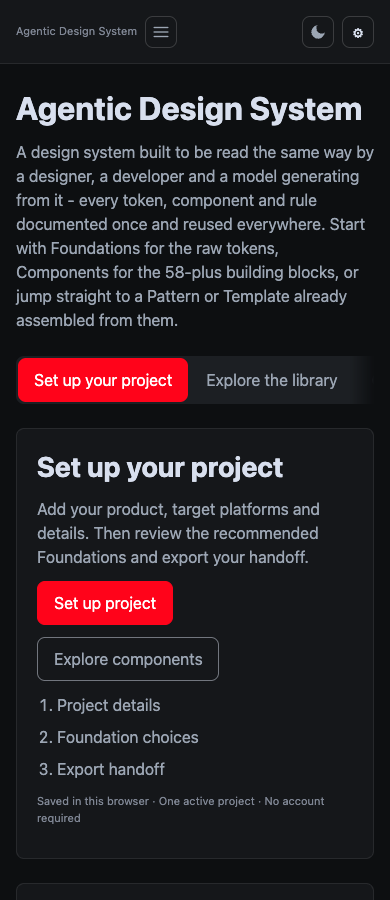 Agentic Design System
Agentic Design System
A design system built to be read the same way by
a designer, a developer and a model generating
from it - every token, component and rule
documented once and reused everywhere. Start
with Foundations for the raw tokens,
Components for the 58-plus building blocks, or
jump straight to a Pattern or Template already
assembled from them.
Set up your project
Explore the library
Set up your project
Add your product, target platforms and
details. Then review the recommended
Foundations and export your handoff.
Set up project
Explore components
1. Project details
2. Foundation choices
3. Export handoff
Saved in this browser · One active project · No account
required